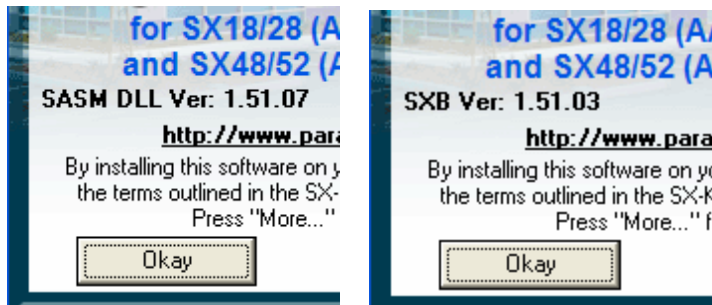 for SX18/28 (A
and SX48/52 (A
SASM DLL Ver: 1.51.07
http://www.para
By installing this software on y
the terms outlined in the SX-
Press "More..."
Okay
for SX18/28 (A
and SX48/52 (A
SXB Ver: 1.51.03
http://www.para
By installing this software on yo
the terms outlined in the SX-K
Press "More..." f
Okay